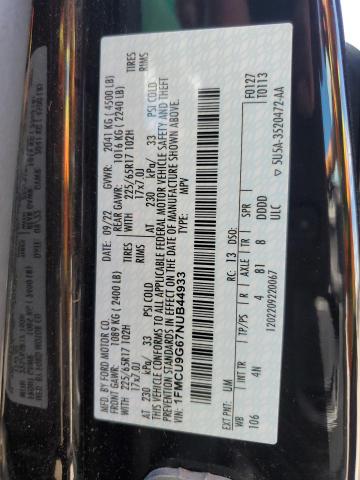 MFD. BY FORD MOTOR CO.
DATE: 09/22 GVWR: 2041 KG (4500 LB)
FRONT GAWR: 1089 KG (2400 LB) REAR GAWR: 1016 KG (2240 LB)
WITH 225/65R17 102H TIRES WITH 225/65R17 102H TIRES
17x7.0J RIMS 17x7.0J RIMS
AT 230 kPa/ 33 PSI COLD AT 230 kPa/ 33 PSI COLD
THIS VEHICLE CONFORMS TO ALL APPLICABLE FEDERAL MOTOR VEHICLE SAFETY AND THEFT
PREVENTION STANDARDS IN EFFECT ON THE DATE OF MANUFACTURE SHOWN ABOVE.
VIN: 1FMCU9G67NUB44933
TYPE: MPV
F0127
T0113
EXT PNT: UM RC: 13 DSO:
WB TP/PS R AXLE SPR
106 4N 4 B1 8 DDDD
ULC
120220922067
5U5A-3520472-AA